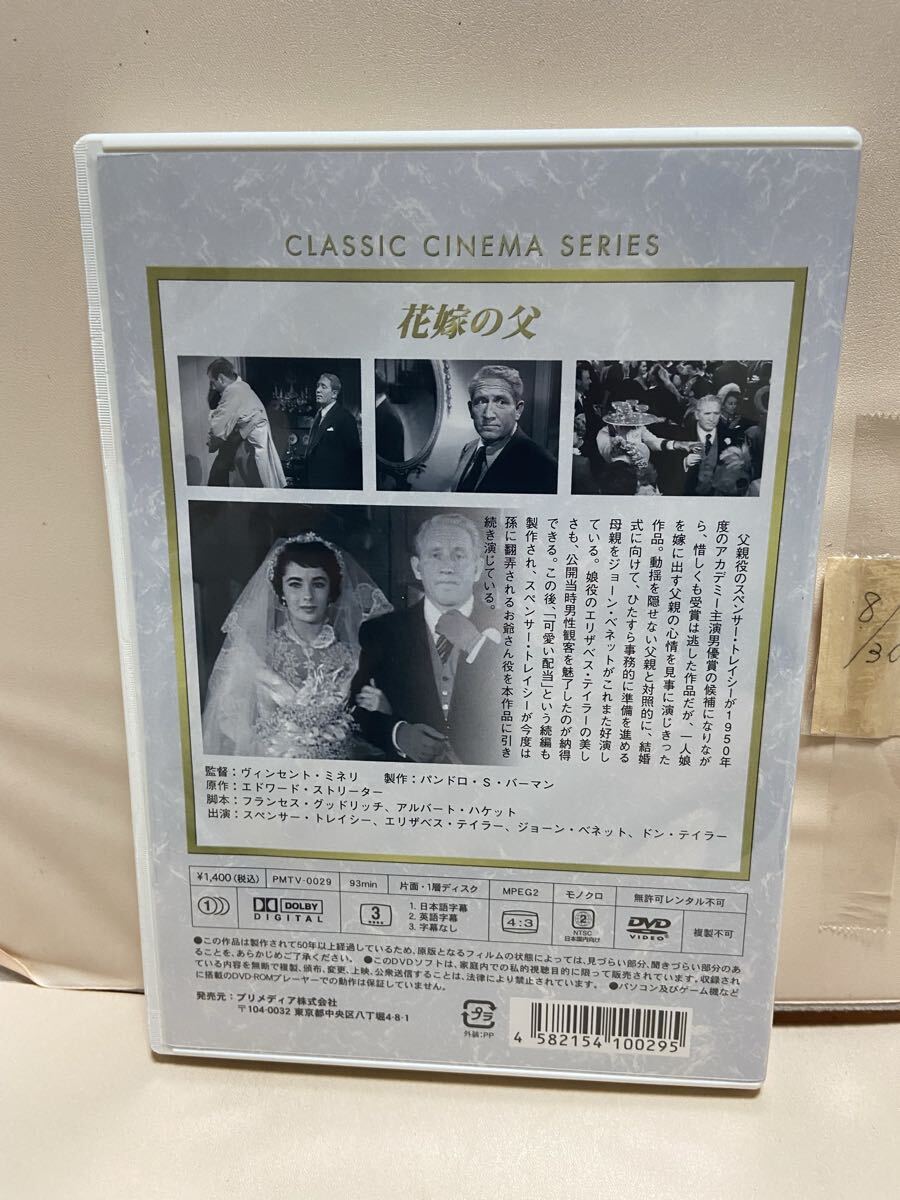 CLASSIC CINEMA SERIES
花嫁の父
父親役のスペンサー・トレイシーが1950年
度のアカデミー主演男優賞の候補になりなが
ら、惜しくも受賞は逃した作品だが、一人娘
を嫁に出す父親の心情を見事に演じきった
作品。動揺を隠せない父親と対照的に、結婚
式に向けて、ひたすら事務的に準備を進める
母親をジョーン・ベネットがこれまた好演し
ている。娘役のエリザベス・テイラーの美し
さも、公開当時男性観客を魅了したのが納得
できる。この後、「可愛い配当」という続編も
製作され、スペンサー・トレイシーが今度は
孫に翻弄されるお爺さん役を本作品に引き
続き演じている。
監督：ヴィンセント・ミネリ　製作：パンドロ・S・バーマン
原作：エドワード・ストリーター
脚本：フランセス・グッドリッチ、アルバート・ハケット
出演：スペンサー・トレイシー、エリザベス・テイラー、ジョーン・ベネット、ドン・テイラー
¥1,400（税込） PMTV-0029 93min 片面・1層ディスク MPEG2 モノクロ 無許可レンタル不可
1 DOLBY DIGITAL 3 1. 日本語字幕 2. 英語字幕 3. 字幕なし 4:3 2 NTSC 日本国内向け DVD VIDEO 複製不可
●この作品は製作されて50年以上経過しているため、原版となるフィルムの状態によっては、見づらい部分、聞きづらい部分のあ
ることを、あらかじめご了承ください。 ●このDVDソフトは、家庭内での私的視聴目的に限って販売されています。収録されて
いる内容を無断で複製、頒布、変更、上映、公衆送信することは、法律により禁止されています。 ●パソコン及びゲーム機など
に搭載のDVD-ROMプレーヤーでの動作は保証していません。
発売元：プリメディア株式会社
〒104-0032 東京都中央区八丁堀4-8-1
プラ
外装:PP
4 582154 100295
8/30